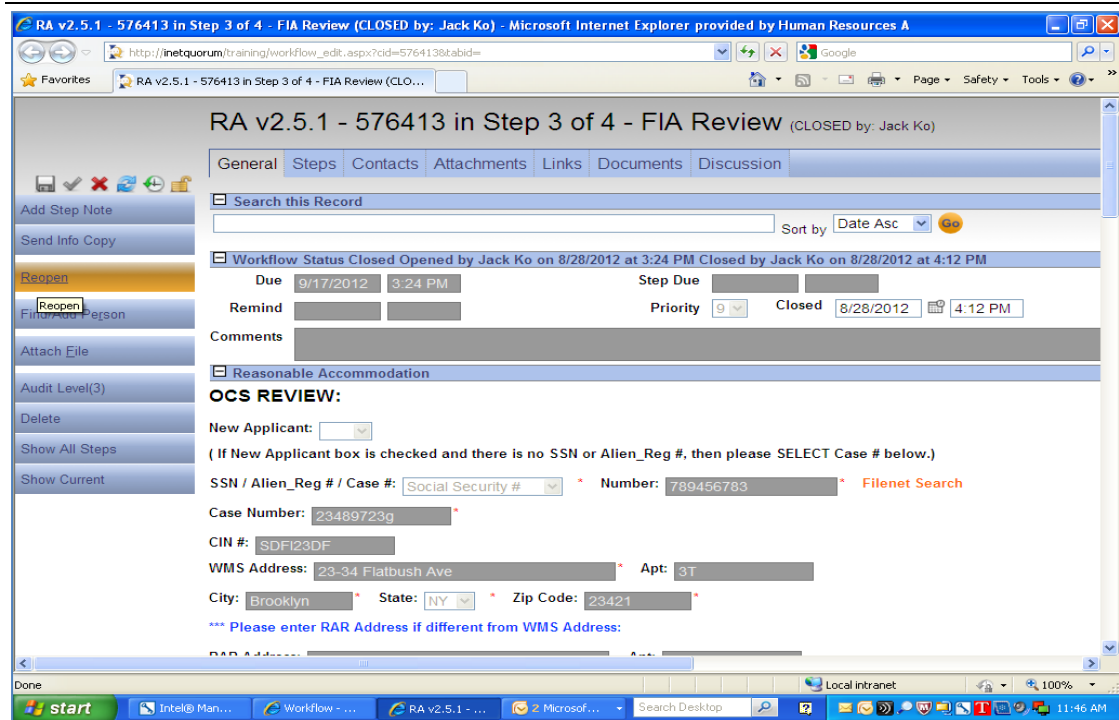 RA v2.5.1 - 576413 in Step 3 of 4 - FIA Review (CLOSED by: Jack Ko) - Microsoft Internet Explorer provided by Human Resources A
http://inetquorum/training/workflow_edit.aspx?cid=576413&tabid=
Google
Favorites RA v2.5.1 - 576413 in Step 3 of 4 - FIA Review (CLO... Page Safety Tools »
RA v2.5.1 - 576413 in Step 3 of 4 - FIA Review (CLOSED by: Jack Ko)
General Steps Contacts Attachments Links Documents Discussion
Add Step Note
Send Info Copy
Reopen
Reopen
Find/Add Person
Attach File
Audit Level(3)
Delete
Show All Steps
Show Current
Search this Record
Sort by Date Asc Go
Workflow Status Closed Opened by Jack Ko on 8/28/2012 at 3:24 PM Closed by Jack Ko on 8/28/2012 at 4:12 PM
Due 9/17/2012 3:24 PM Step Due
Remind Priority 9 Closed 8/28/2012 4:12 PM
Comments
Reasonable Accommodation
OCS REVIEW:
New Applicant:
( If New Applicant box is checked and there is no SSN or Alien_Reg #, then please SELECT Case # below.)
SSN / Alien_Reg # / Case #: Social Security # * Number: 789456783 * Filenet Search
Case Number: 23489723g *
CIN #: SDFI23DF
WMS Address: 23-34 Flatbush Ave * Apt: 3T
City: Brooklyn * State: NY * Zip Code: 23421 *
*** Please enter RAR Address if different from WMS Address:
RAR Address: Apt:
Done Local intranet 100%
start Intel® Man... Workflow - ... RA v2.5.1 - ... 2 Microsof... Search Desktop 11:46 AM